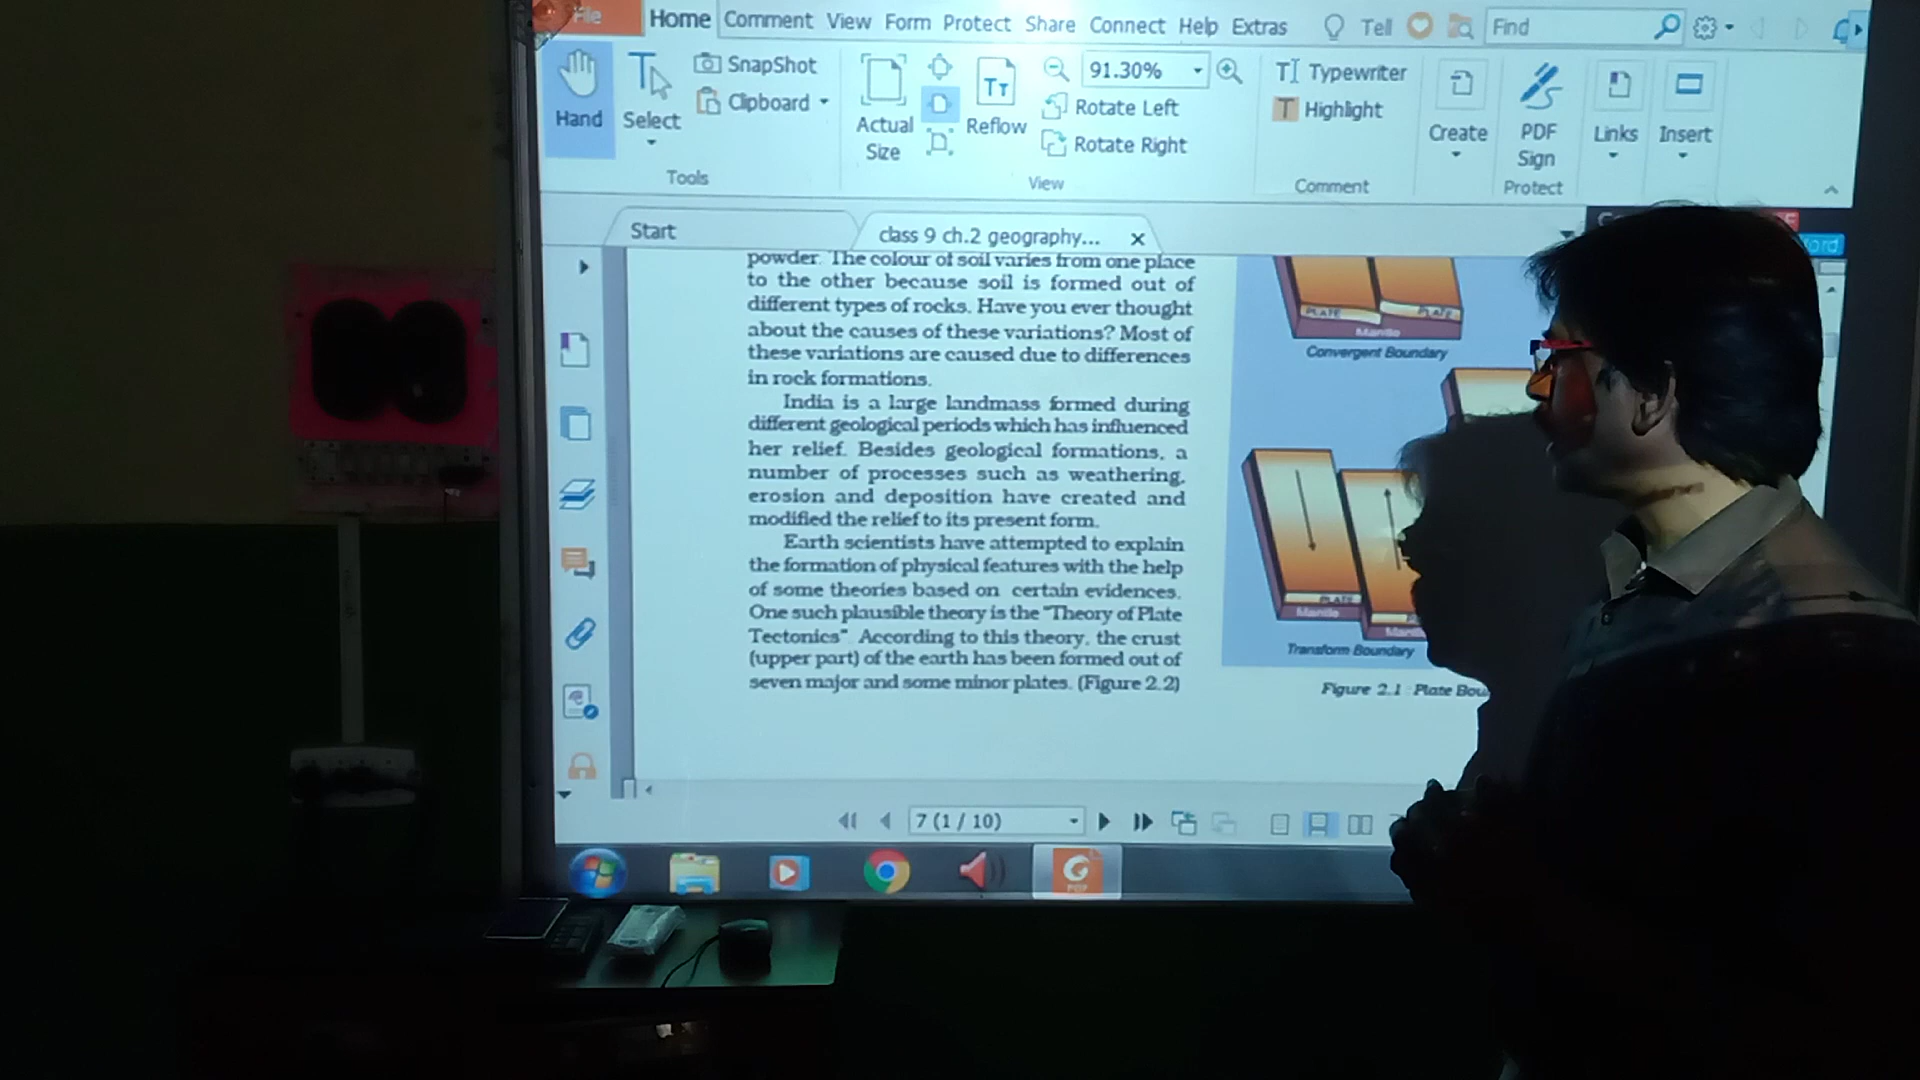 File Home Comment View Form Protect Share Connect Help Extras Tell Find
SnapShot
91.30%
Typewriter
Clipboard
Rotate Left
Highlight
Hand Select
Actual
Size
Reflow
Rotate Right
Create
PDF
Sign
Links
Insert
Tools View Comment Protect
Start class 9 ch.2 geography...
powder. The colour of soil varies from one place
to the other because soil is formed out of
different types of rocks. Have you ever thought
about the causes of these variations? Most of
these variations are caused due to differences
in rock formations.
India is a large landmass formed during
different geological periods which has influenced
her relief. Besides geological formations, a
number of processes such as weathering,
erosion and deposition have created and
modified the relief to its present form.
Earth scientists have attempted to explain
the formation of physical features with the help
of some theories based on certain evidences.
One such plausible theory is the "Theory of Plate
Tectonics". According to this theory, the crust
(upper part) of the earth has been formed out of
seven major and some minor plates. (Figure 2.2)
PLATE PLATE
Mantle
Convergent Boundary
PLATE
Mantle
Transform Boundary
Figure 2.1 : Plate Bou
7 (1 / 10)
PDF